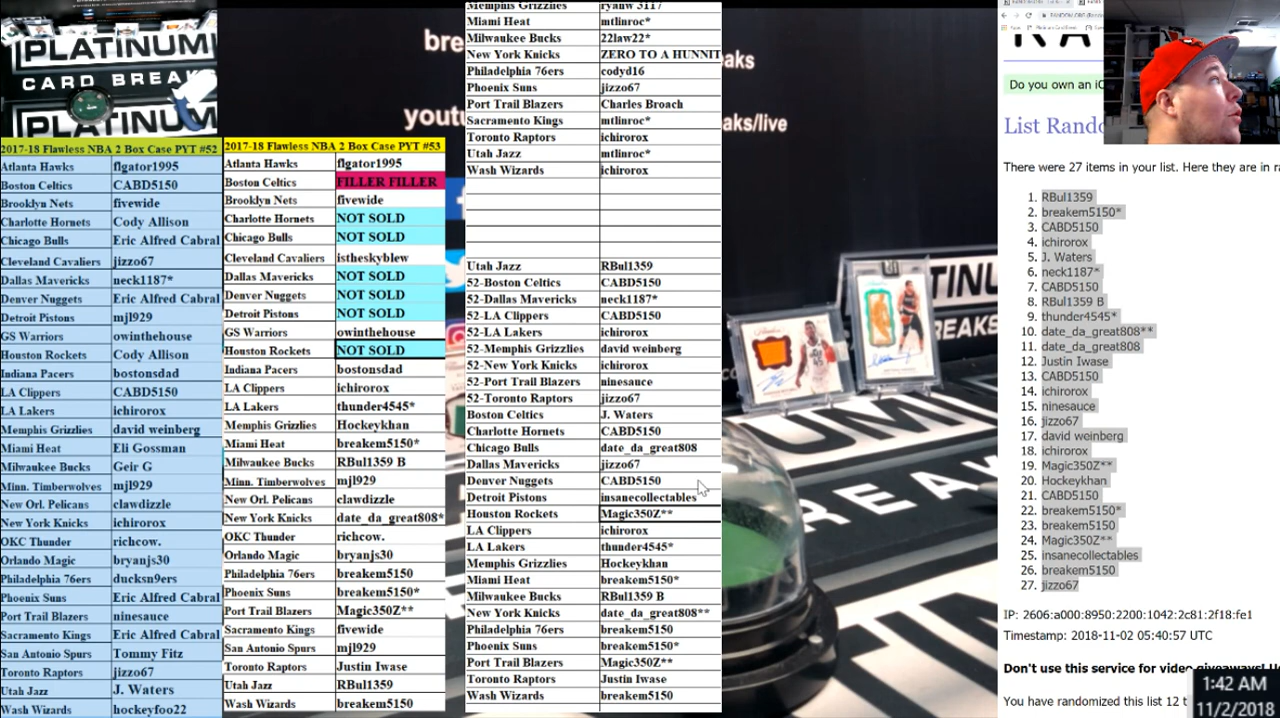 PLATINUM
CARD BREAKS
PLATINUM
2017-18 Flawless NBA 2 Box Case PYT #52
Atlanta Hawks flgator1995
Boston Celtics CABD5150
Brooklyn Nets fivewide
Charlotte Hornets Cody Allison
Chicago Bulls Eric Alfred Cabral
Cleveland Cavaliers jizzo67
Dallas Mavericks neck1187*
Denver Nuggets Eric Alfred Cabral
Detroit Pistons mjl929
GS Warriors owinthehouse
Houston Rockets Cody Allison
Indiana Pacers bostonsdad
LA Clippers CABD5150
LA Lakers ichirorox
Memphis Grizzlies david weinberg
Miami Heat Eli Gossman
Milwaukee Bucks Geir G
Minn. Timberwolves mjl929
New Orl. Pelicans clawdizzle
New York Knicks ichirorox
OKC Thunder richcow.
Orlando Magic bryanjs30
Philadelphia 76ers ducksn9ers
Phoenix Suns Eric Alfred Cabral
Port Trail Blazers ninesauce
Sacramento Kings Eric Alfred Cabral
San Antonio Spurs Tommy Fitz
Toronto Raptors jizzo67
Utah Jazz J. Waters
Wash Wizards hockeyfoo22
2017-18 Flawless NBA 2 Box Case PYT #53
Atlanta Hawks flgator1995
Boston Celtics FILLER FILLER
Brooklyn Nets fivewide
Charlotte Hornets NOT SOLD
Chicago Bulls NOT SOLD
Cleveland Cavaliers istheskyblew
Dallas Mavericks NOT SOLD
Denver Nuggets NOT SOLD
Detroit Pistons NOT SOLD
GS Warriors owinthehouse
Houston Rockets NOT SOLD
Indiana Pacers bostonsdad
LA Clippers ichirorox
LA Lakers thunder4545*
Memphis Grizzlies Hockeykhan
Miami Heat breakem5150*
Milwaukee Bucks RBul1359 B
Minn. Timberwolves mjl929
New Orl. Pelicans clawdizzle
New York Knicks date_da_great808*
OKC Thunder richcow.
Orlando Magic bryanjs30
Philadelphia 76ers breakem5150
Phoenix Suns breakem5150*
Port Trail Blazers Magic350Z**
Sacramento Kings fivewide
San Antonio Spurs mjl929
Toronto Raptors Justin Iwase
Utah Jazz RBul1359
Wash Wizards breakem5150
Memphis Grizzlies ryanw 3117
Miami Heat mtlinroc*
Milwaukee Bucks 22law22*
New York Knicks ZERO TO A HUNNIT
Philadelphia 76ers codyd16
Phoenix Suns jizzo67
Port Trail Blazers Charles Broach
Sacramento Kings mtlinroc*
Toronto Raptors ichirorox
Utah Jazz mtlinroc*
Wash Wizards ichirorox
Utah Jazz RBul1359
52-Boston Celtics CABD5150
52-Dallas Mavericks neck1187*
52-LA Clippers CABD5150
52-LA Lakers ichirorox
52-Memphis Grizzlies david weinberg
52-New York Knicks ichirorox
52-Port Trail Blazers ninesauce
52-Toronto Raptors jizzo67
Boston Celtics J. Waters
Charlotte Hornets CABD5150
Chicago Bulls date_da_great808
Dallas Mavericks jizzo67
Denver Nuggets CABD5150
Detroit Pistons insanecollectables
Houston Rockets Magic350Z**
LA Clippers ichirorox
LA Lakers thunder4545*
Memphis Grizzlies Hockeykhan
Miami Heat breakem5150*
Milwaukee Bucks RBul1359 B
New York Knicks date_da_great808**
Philadelphia 76ers breakem5150
Phoenix Suns breakem5150*
Port Trail Blazers Magic350Z**
Toronto Raptors Justin Iwase
Wash Wizards breakem5150
bre
aks
yout
aks/live
TINUM
REAKS
Do you own an iO
List Rando
There were 27 items in your list. Here they are in ra
1. RBul1359
2. breakem5150*
3. CABD5150
4. ichirorox
5. J. Waters
6. neck1187*
7. CABD5150
8. RBul1359 B
9. thunder4545*
10. date_da_great808**
11. date_da_great808
12. Justin Iwase
13. CABD5150
14. ichirorox
15. ninesauce
16. jizzo67
17. david weinberg
18. ichirorox
19. Magic350Z**
20. Hockeykhan
21. CABD5150
22. breakem5150*
23. breakem5150
24. Magic350Z**
25. insanecollectables
26. breakem5150
27. jizzo67
IP: 2606:a000:8950:2200:1042:2c81:2f18:fe1
Timestamp: 2018-11-02 05:40:57 UTC
Don't use this service for video giveaways!
You have randomized this list 12 t
1:42 AM
11/2/2018